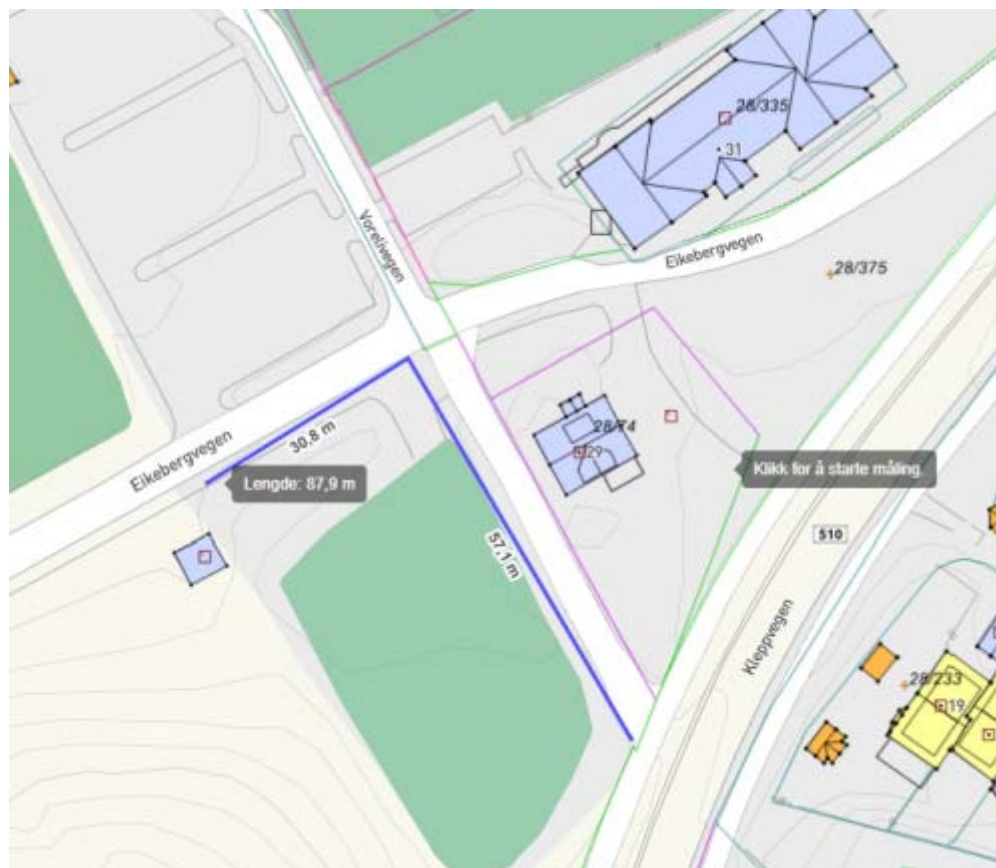 28/335
31
Vorelivegen
Eikebergvegen
28/375
28/74
29
30,8 m
Eikebergvegen
Lengde: 87,9 m
Klikk for å starte måling
57,1 m
510
Kleppvegen
28/233
19